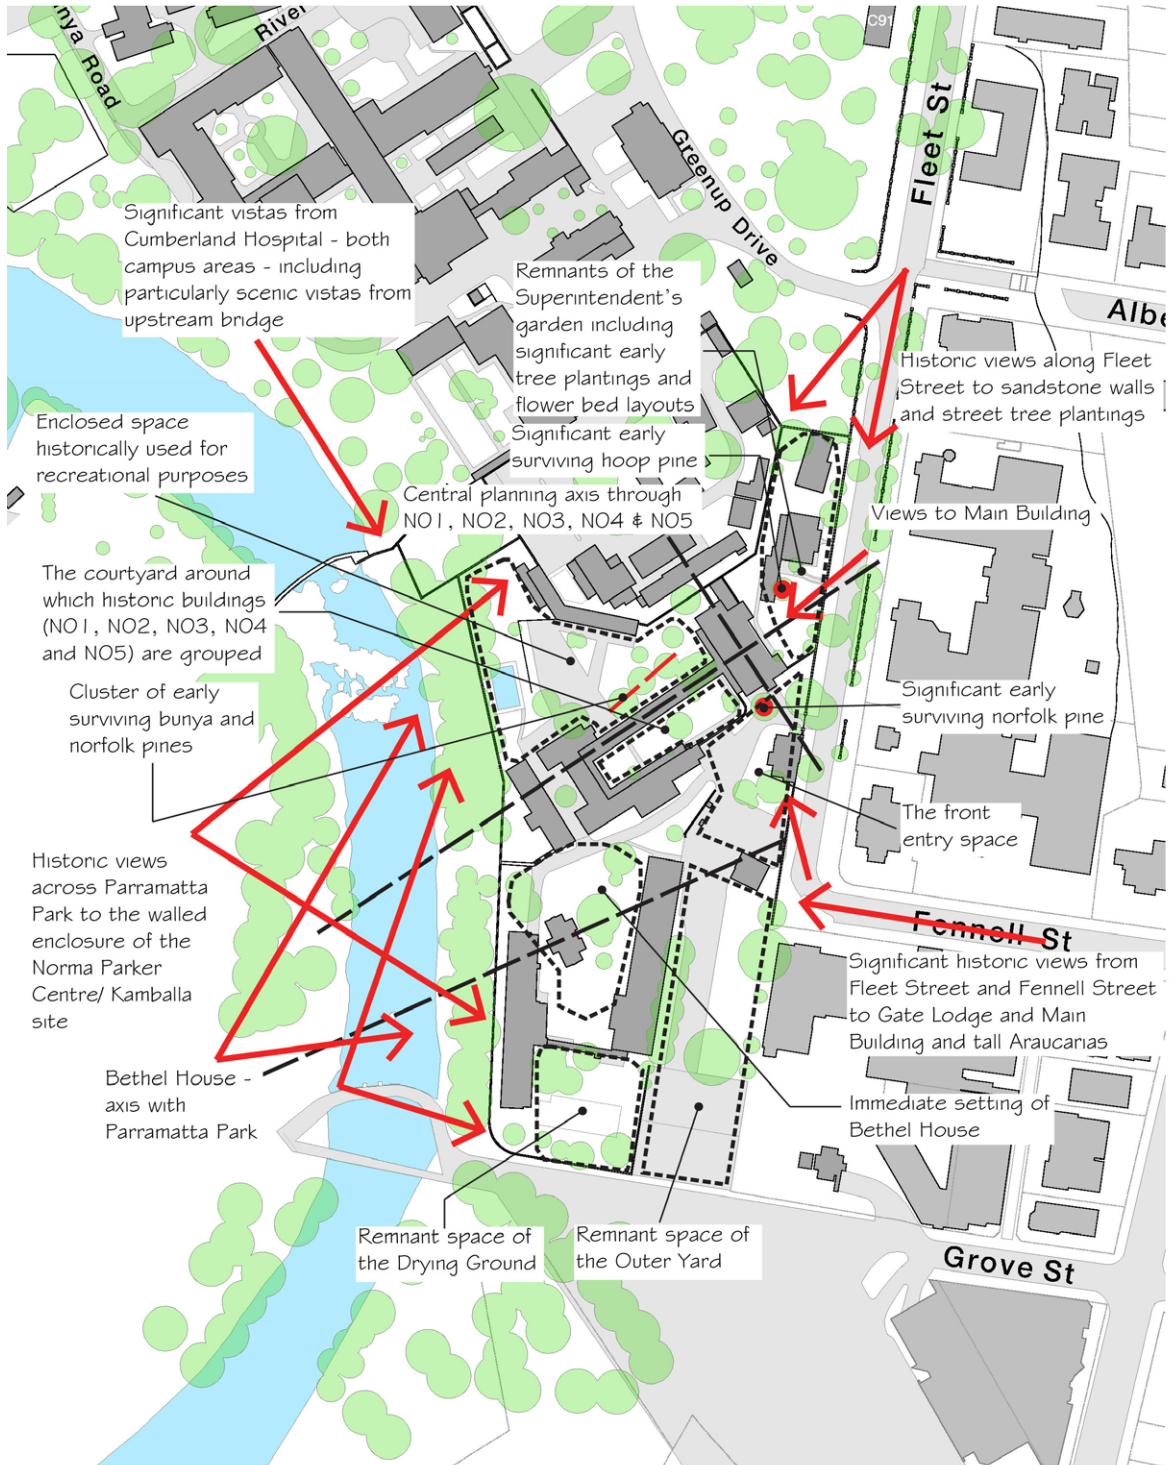 nya Road
River
C91
Fleet St
Greenup Drive
Albe
Significant vistas from
Cumberland Hospital - both
campus areas - including
particularly scenic vistas from
upstream bridge
Remnants of the
Superintendent's
garden including
significant early
tree plantings and
flower bed layouts
Historic views along Fleet
Street to sandstone walls
and street tree plantings
Enclosed space
historically used for
recreational purposes
Significant early
surviving hoop pine
Central planning axis through
NO1, NO2, NO3, NO4 & NO5
Views to Main Building
The courtyard around
which historic buildings
(NO1, NO2, NO3, NO4
and NO5) are grouped
Cluster of early
surviving bunya and
norfolk pines
Significant early
surviving norfolk pine
The front
entry space
Historic views
across Parramatta
Park to the walled
enclosure of the
Norma Parker
Centre/ Kamballa
site
Fennell St
Significant historic views from
Fleet Street and Fennell Street
to Gate Lodge and Main
Building and tall Araucarias
Bethel House -
axis with
Parramatta Park
Immediate setting of
Bethel House
Remnant space of
the Drying Ground
Remnant space of
the Outer Yard
Grove St